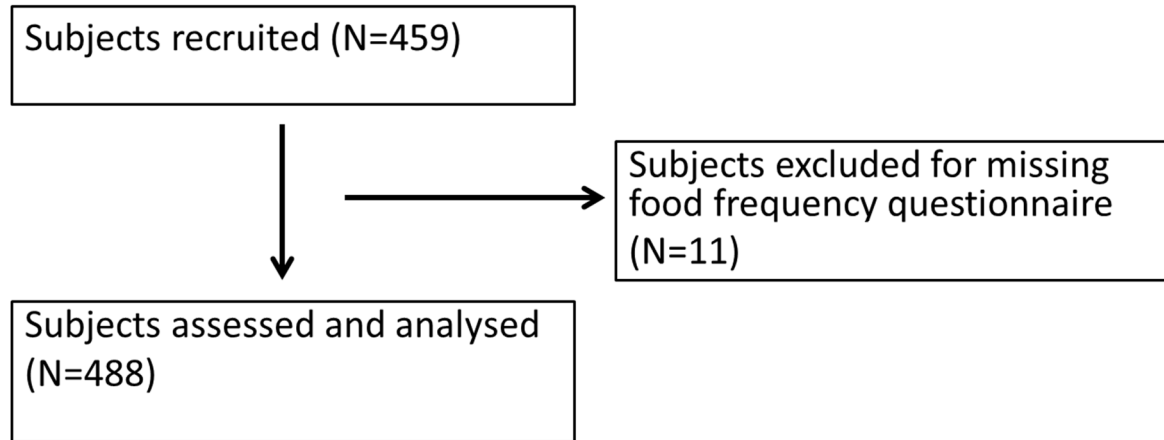 Subjects recruited (N=459)
Subjects excluded for missing
food frequency questionnaire
(N=11)
Subjects assessed and analysed
(N=488)